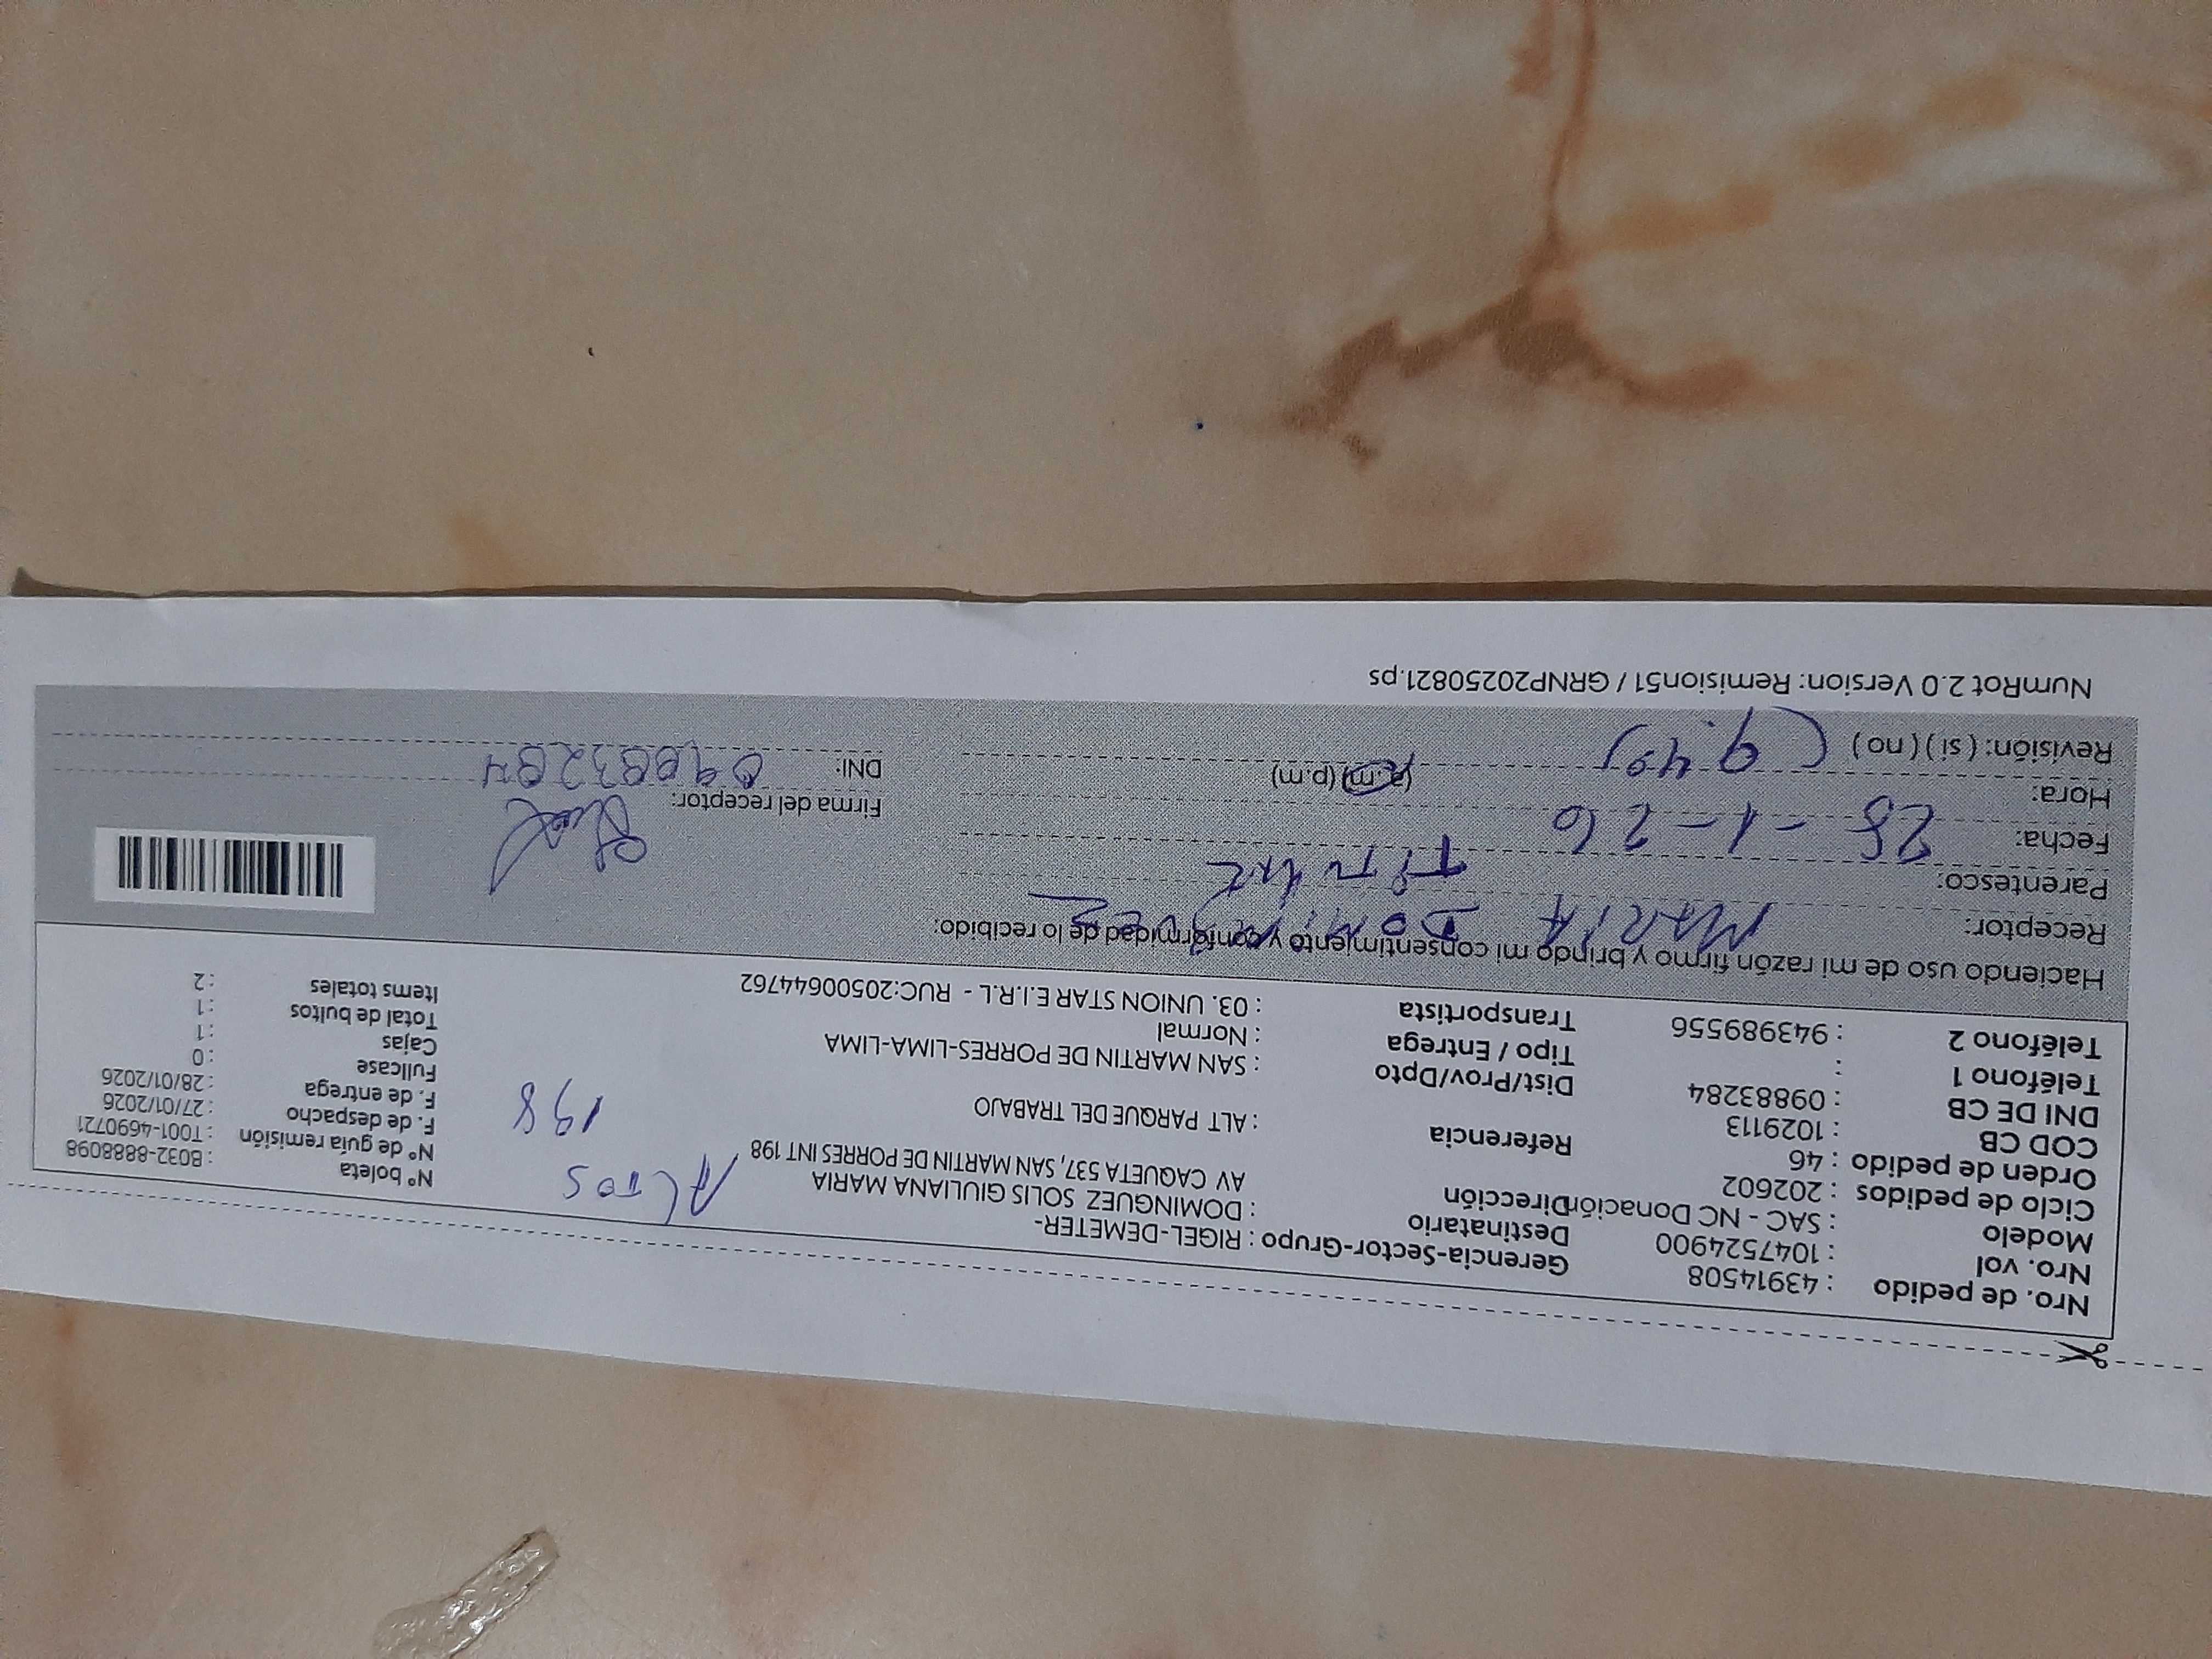 Nro. de pedido : 43914508 Gerencia-Sector-Grupo : RIGEL-DEMETER- Nº boleta : B032-8888098
Nro. vol : 1047524900 Destinatario : DOMINGUEZ SOLIS GIULIANA MARIA Nº de guía remisión : T001-4690721
Modelo : SAC - NC Donación Dirección AV CAQUETA 537, SAN MARTIN DE PORRES INT 198 F. de despacho : 27/01/2026
ALTOS
198
Ciclo de pedidos : 202602 F. de entrega : 28/01/2026
Orden de pedido : 46 Referencia : ALT PARQUE DEL TRABAJO Fullcase : 0
COD CB : 1029113 Cajas : 1
DNI DE CB : 09883284 Dist/Prov/Dpto : SAN MARTIN DE PORRES-LIMA-LIMA Total de bultos : 1
Teléfono 1 : Tipo / Entrega : Normal Items totales : 2
Teléfono 2 : 943989556 Transportista : 03. UNION STAR E.I.R.L - RUC:20500644762
Haciendo uso de mi razón firmo y brindo mi consentimiento y conformidad de lo recibido:
Receptor: MARIA DOMINGUEZ
Parentesco: Titular
Fecha: 28-1-26 Firma del receptor:
Hora: (a.m) (p.m) DNI: 09883284
Revisión: ( si ) ( no ) 9.40
NumRot 2.0 Version: Remision51 / GRNP20250821.ps